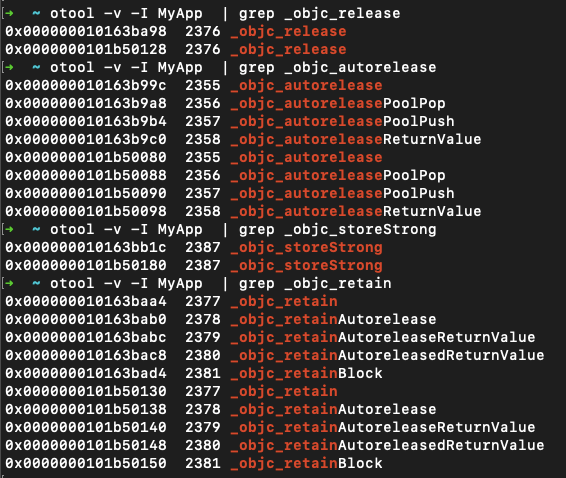 [➜  ~ otool -v -I MyApp  | grep _objc_release
0x000000010163ba98  2376 _objc_release
0x0000000101b50128  2376 _objc_release
[➜  ~ otool -v -I MyApp  | grep _objc_autorelease
0x000000010163b99c  2355 _objc_autorelease
0x000000010163b9a8  2356 _objc_autoreleasePoolPop
0x000000010163b9b4  2357 _objc_autoreleasePoolPush
0x000000010163b9c0  2358 _objc_autoreleaseReturnValue
0x0000000101b50080  2355 _objc_autorelease
0x0000000101b50088  2356 _objc_autoreleasePoolPop
0x0000000101b50090  2357 _objc_autoreleasePoolPush
0x0000000101b50098  2358 _objc_autoreleaseReturnValue
[➜  ~ otool -v -I MyApp  | grep _objc_storeStrong
0x000000010163bb1c  2387 _objc_storeStrong
0x0000000101b50180  2387 _objc_storeStrong
[➜  ~ otool -v -I MyApp  | grep _objc_retain
0x000000010163baa4  2377 _objc_retain
0x000000010163bab0  2378 _objc_retainAutorelease
0x000000010163babc  2379 _objc_retainAutoreleaseReturnValue
0x000000010163bac8  2380 _objc_retainAutoreleasedReturnValue
0x000000010163bad4  2381 _objc_retainBlock
0x0000000101b50130  2377 _objc_retain
0x0000000101b50138  2378 _objc_retainAutorelease
0x0000000101b50140  2379 _objc_retainAutoreleaseReturnValue
0x0000000101b50148  2380 _objc_retainAutoreleasedReturnValue
0x0000000101b50150  2381 _objc_retainBlock